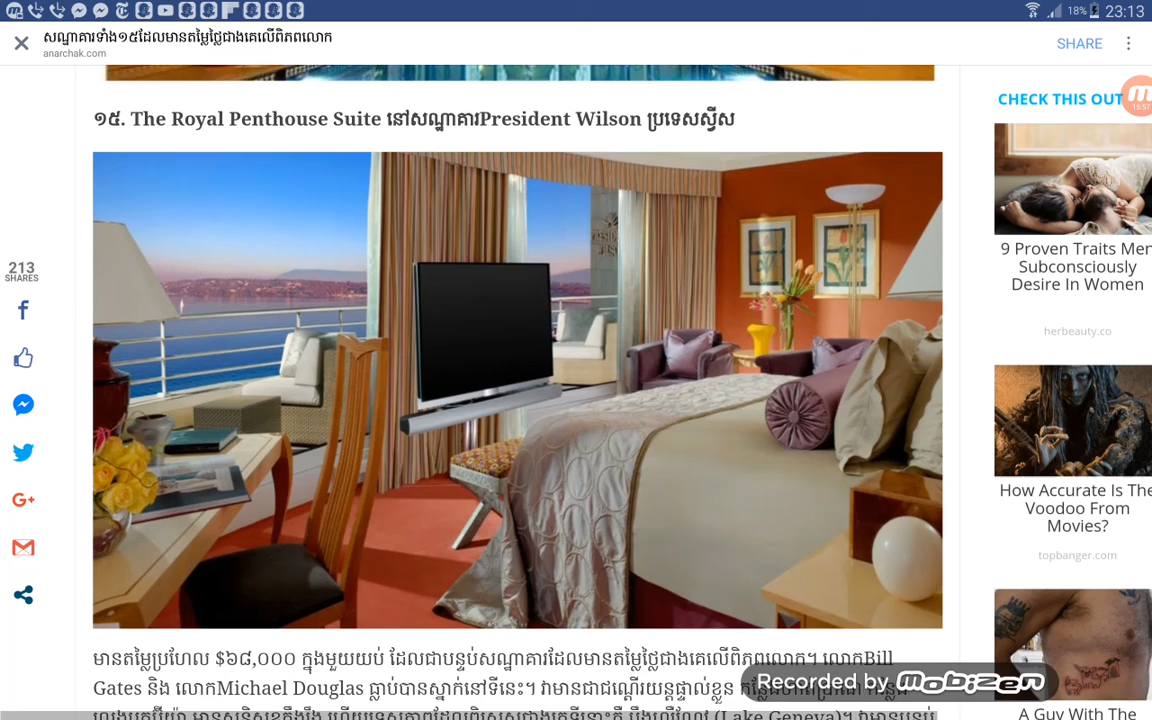 18% 23:13
សណ្ឋាគារទាំង១៥ដែលមានតម្លៃថ្លៃជាងគេលើពិភពលោក
anarchak.com
SHARE
១៥. The Royal Penthouse Suite នៅសណ្ឋាគារPresident Wilson ប្រទេសស្វីស
213
SHARES
មានតម្លៃប្រហែល $៦៨,០០០ ក្នុងមួយយប់ ដែលជាបន្ទប់សណ្ឋាគារដែលមានតម្លៃថ្លៃជាងគេលើពិភពលោក។ លោកBill
Gates និង លោកMichael Douglas ធ្លាប់បានស្នាក់នៅទីនេះ។ វាមានជាជណ្តើរយន្តផ្ទាល់ខ្លួន
(Lake Geneva)។
CHECK THIS OUT
15:57
9 Proven Traits Men
Subconsciously
Desire In Women
herbeauty.co
How Accurate Is The
Voodoo From
Movies?
topbanger.com
A Guy With The
Recorded by Mobizen